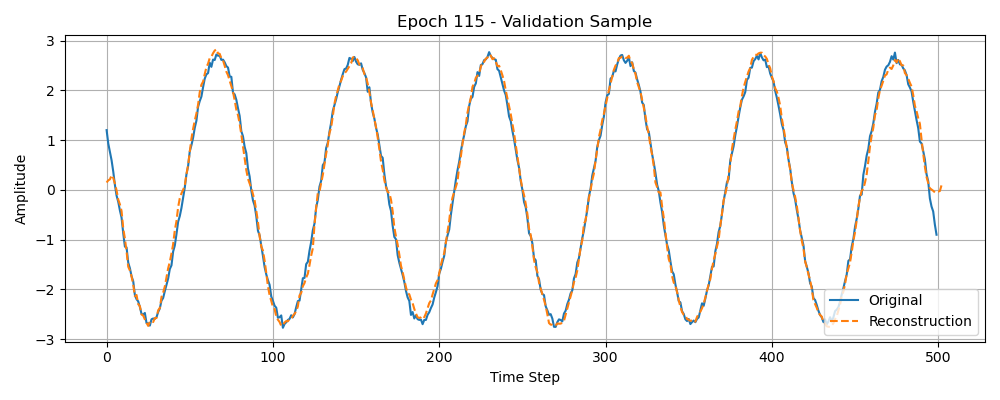 Epoch 115 - Validation Sample
Amplitude
3
2
1
0
−1
−2
−3
0
100
200
300
400
500
Time Step
Original
Reconstruction